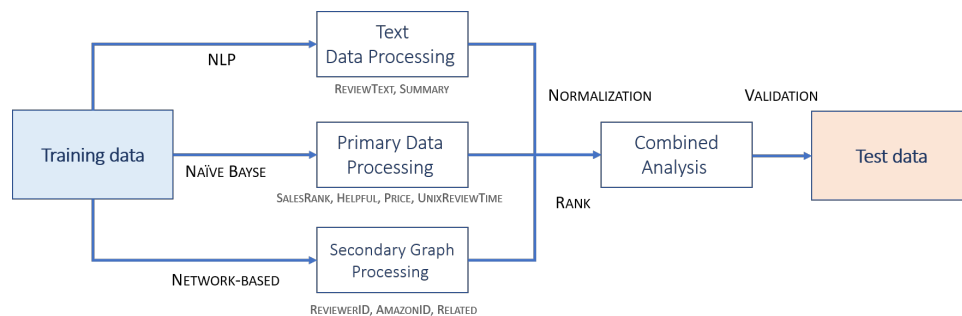 Text
Data Processing
NLP
ReviewText, Summary
Normalization
Validation
Training data
Primary Data
Processing
Combined
Analysis
Test data
Naïve Bayse
SalesRank, Helpful, Price, UnixReviewTime
Rank
Secondary Graph
Processing
Network-based
ReviewerID, AmazonID, Related